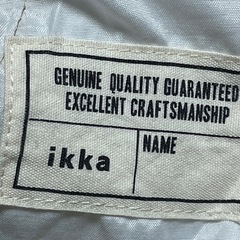 GENUINE QUALITY GUARANTEED
EXCELLENT CRAFTSMANSHIP
ikka
NAME